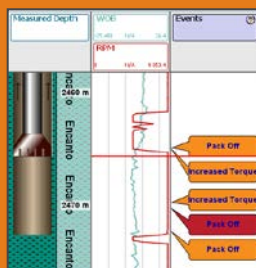 Measured Depth
WOB
Events
RPM
N/A
Encanto
2460 m
Encanto
Pack Off
Increased Torque
Encanto
Increased Torque
2470 m
Pack Off
Encanto
Pack Off